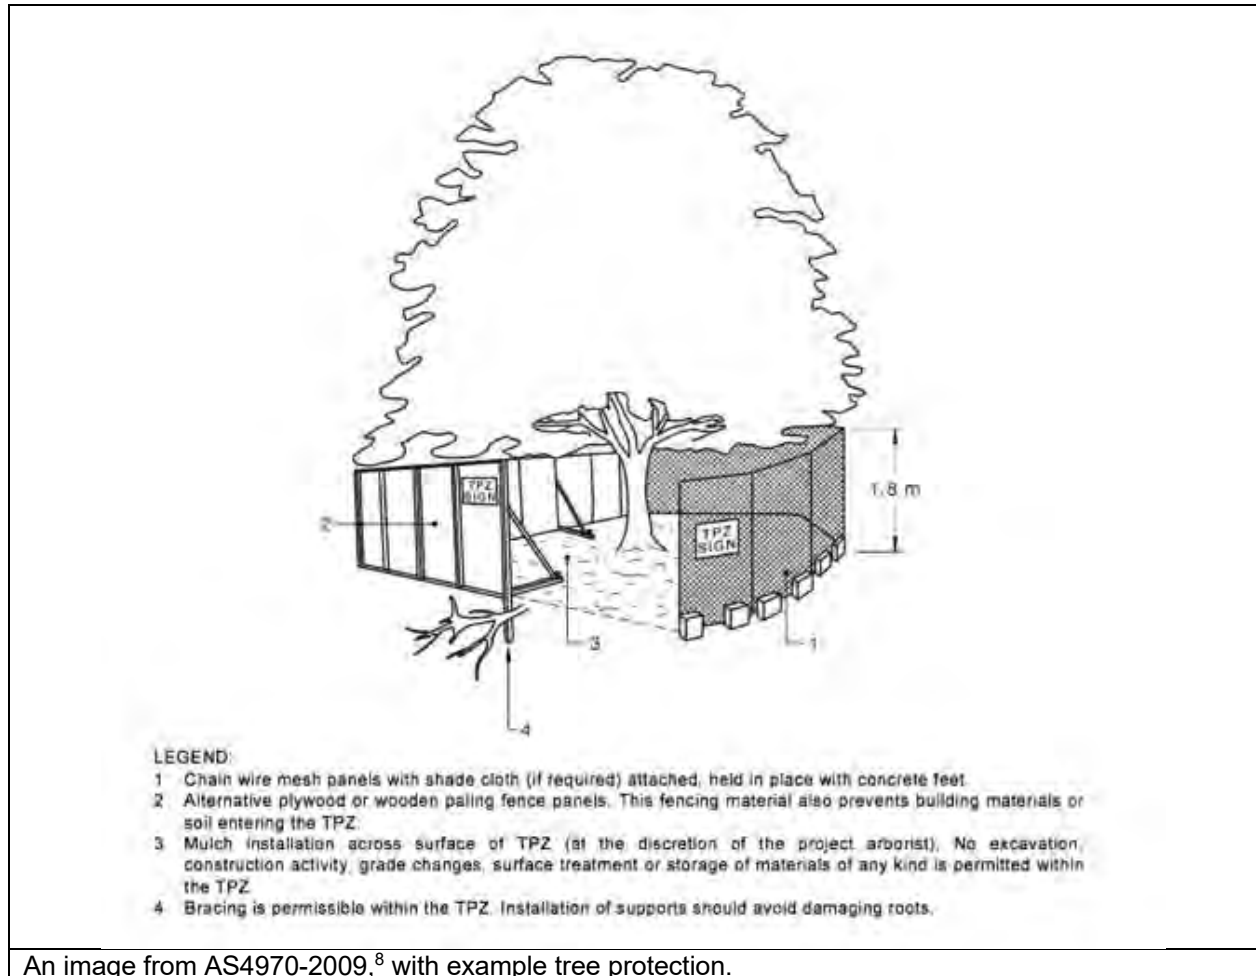 TPZ
SIGN
2
TPZ
SIGN
1.8 m
3
1
4
LEGEND:
1 Chain wire mesh panels with shade cloth (if required) attached, held in place with concrete feet.
2 Alternative plywood or wooden paling fence panels. This fencing material also prevents building materials or
soil entering the TPZ.
3 Mulch installation across surface of TPZ (at the discretion of the project arborist). No excavation,
construction activity, grade changes, surface treatment or storage of materials of any kind is permitted within
the TPZ.
4 Bracing is permissible within the TPZ. Installation of supports should avoid damaging roots.
An image from AS4970-2009,⁸ with example tree protection.